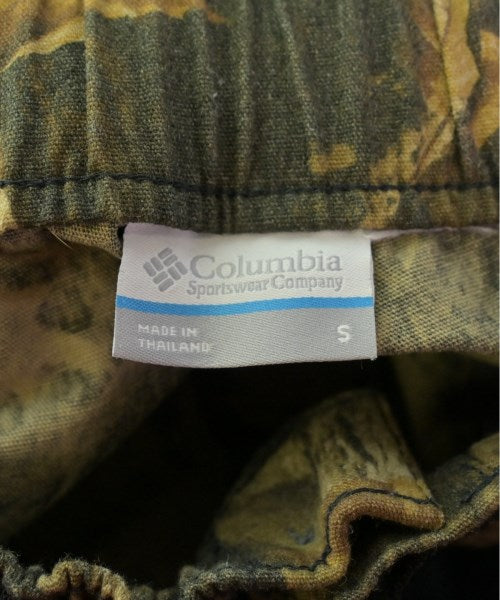 Columbia
Sportswear Company
MADE IN
THAILAND
S